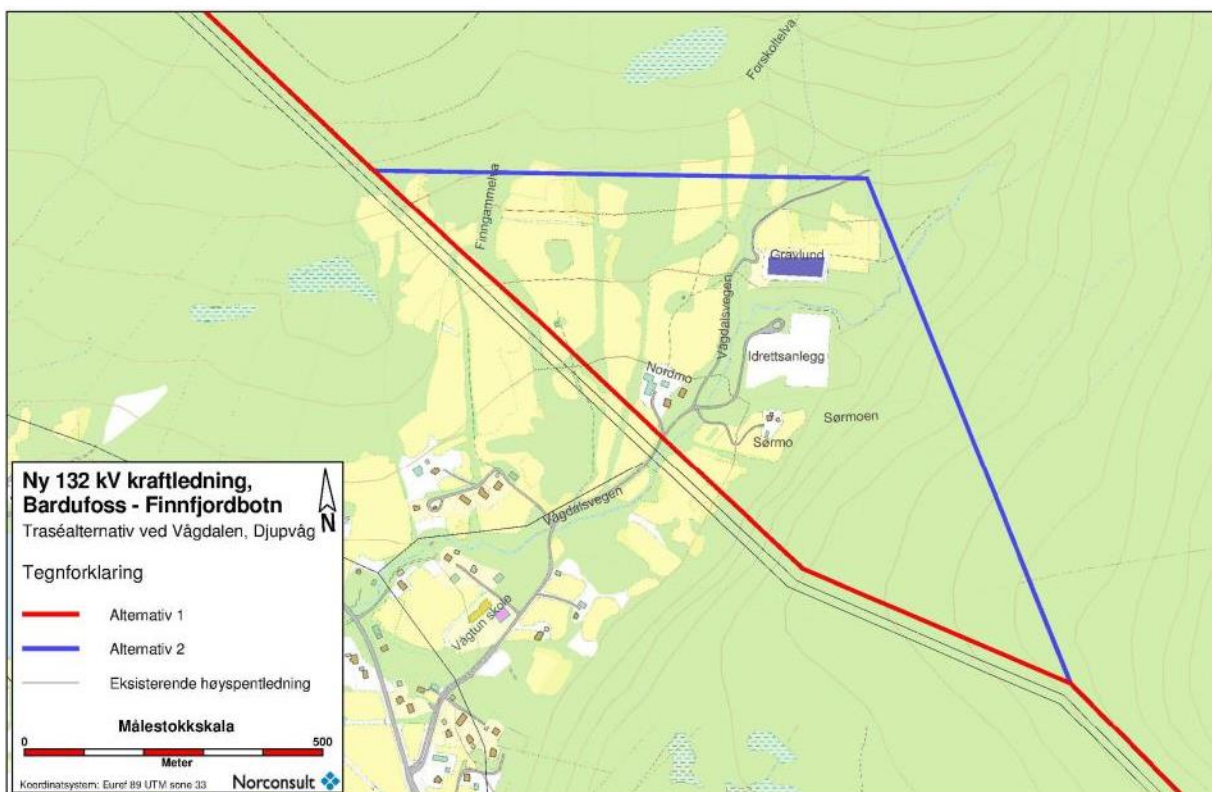 Forskoltelva
Finngammelva
Gravlund
Vågdalsvegen
Idrettsanlegg
Nordmo
Sørmoen
Sørmo
Vågdalsvegen
Vågtun skole
Ny 132 kV kraftledning,
Bardufoss - Finnfjordbotn
Traséalternativ ved Vågdalen, Djupvåg
N
Tegnforklaring
Alternativ 1
Alternativ 2
Eksisterende høyspentledning
Målestokkskala
0 500
Meter
Koordinatsystem: Euref 89 UTM sone 33 Norconsult